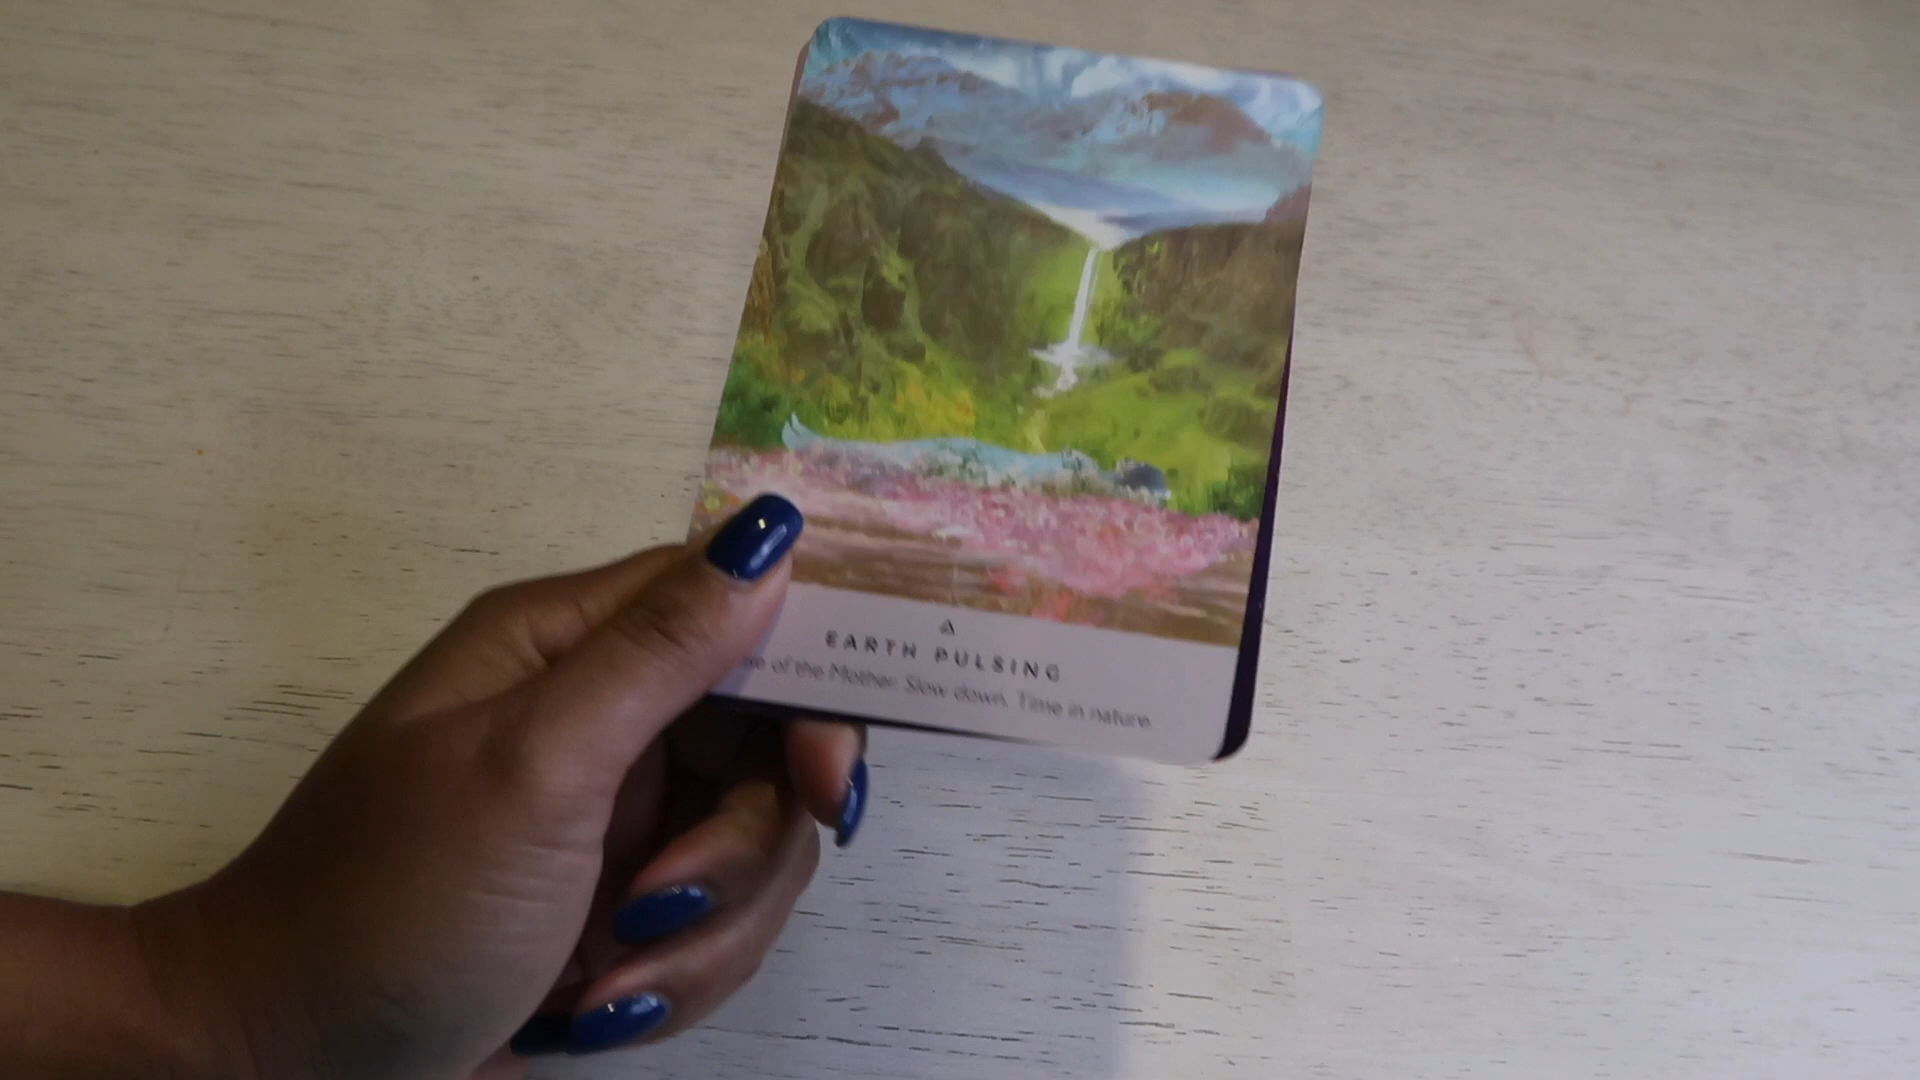 EARTH PULSING
of the Mother. Slow down. Time in nature.